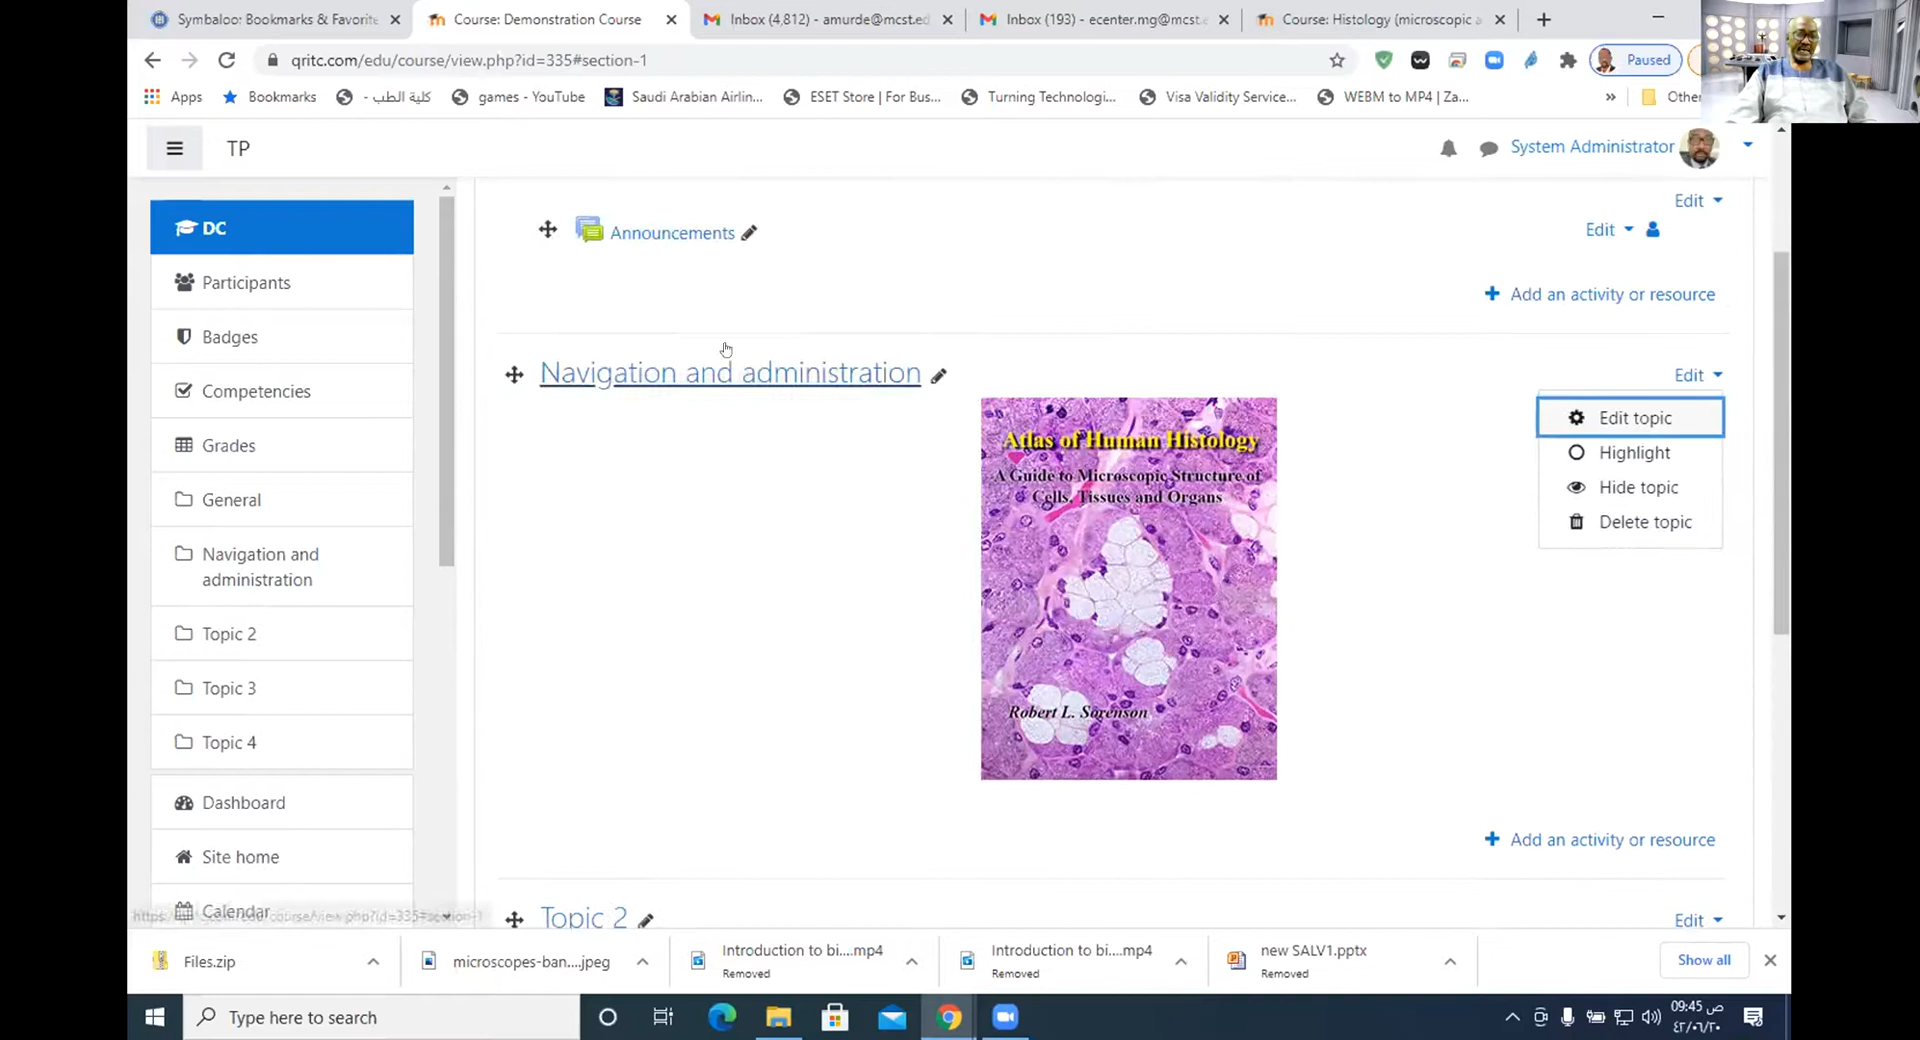 Symbaloo: Bookmarks & Favorite
Course: Demonstration Course
Inbox (4,812) - amurde@mcst.ed
Inbox (193) - ecenter.mg@mcst.e
Course: Histology (microscopic a
qritc.com/edu/course/view.php?id=335#section-1
Paused
Apps
Bookmarks
كلية الطب -
games - YouTube
Saudi Arabian Airlin...
ESET Store | For Bus...
Turning Technologi...
Visa Validity Service...
WEBM to MP4 | Za...
»
Other
TP
System Administrator
DC
Participants
Badges
Competencies
Grades
General
Navigation and
administration
Topic 2
Topic 3
Topic 4
Dashboard
Site home
Calendar
Edit
Announcements
Edit
Add an activity or resource
Navigation and administration
Edit
Edit topic
Highlight
Hide topic
Delete topic
Atlas of Human Histology
A Guide to Microscopic Structure of
Cells, Tissues and Organs
Robert L. Sorenson
Add an activity or resource
Topic 2
Edit
Files.zip
microscopes-ban....jpeg
Introduction to bi....mp4
Removed
Introduction to bi....mp4
Removed
new SALV1.pptx
Removed
Show all
Type here to search
09:45 ص
٤٢/٠٦/٢٠